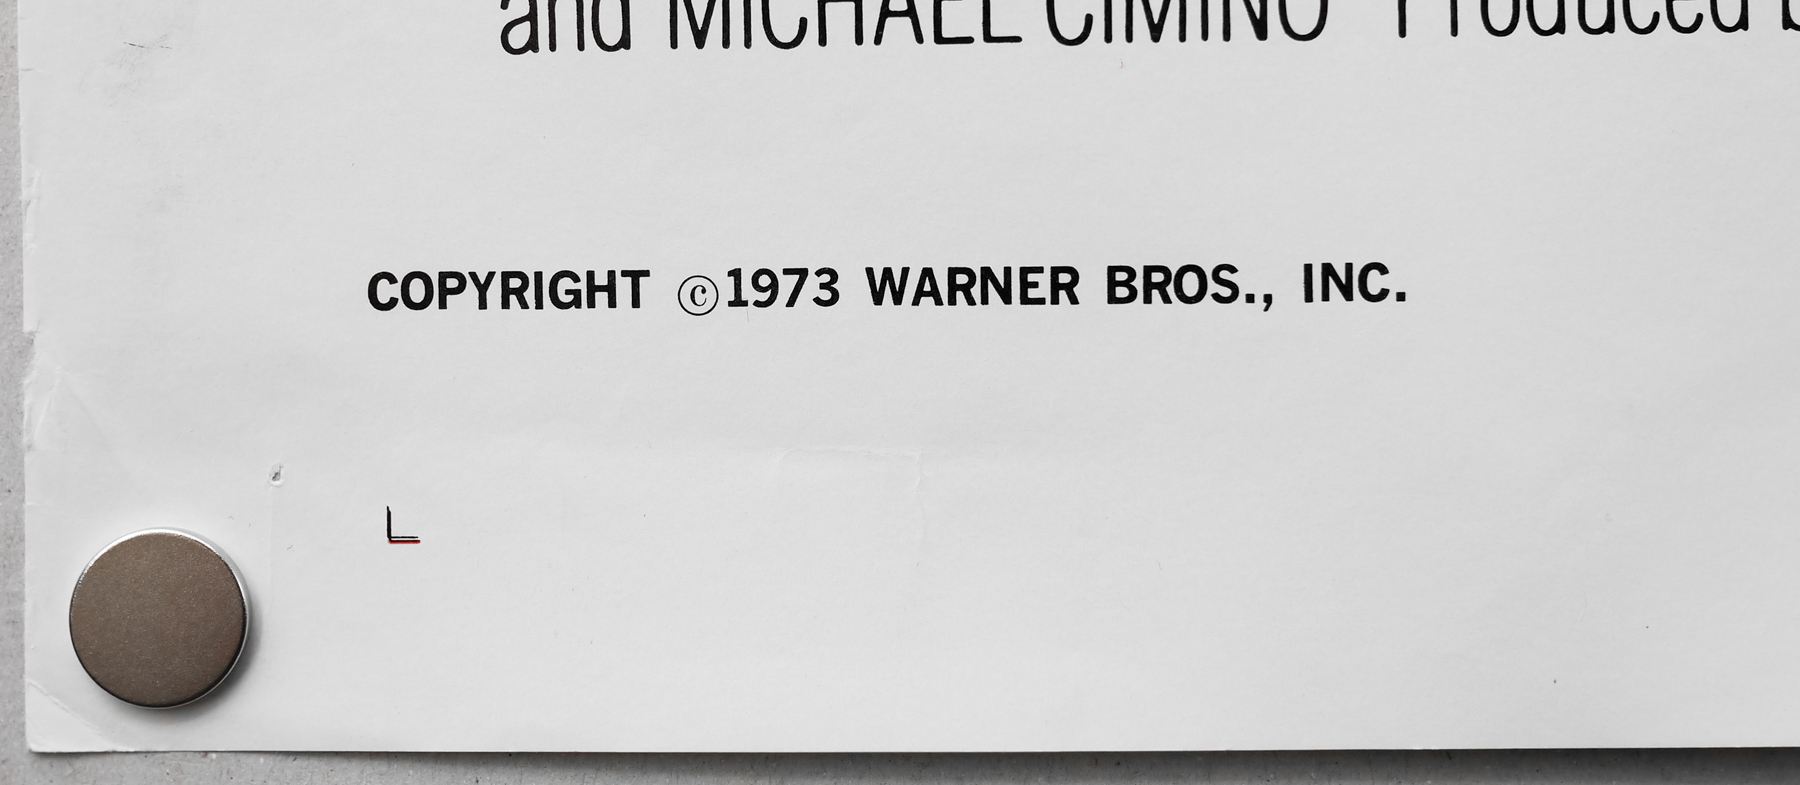 and MICHAEL CIMINO Produced b
COPYRIGHT ©1973 WARNER BROS., INC.